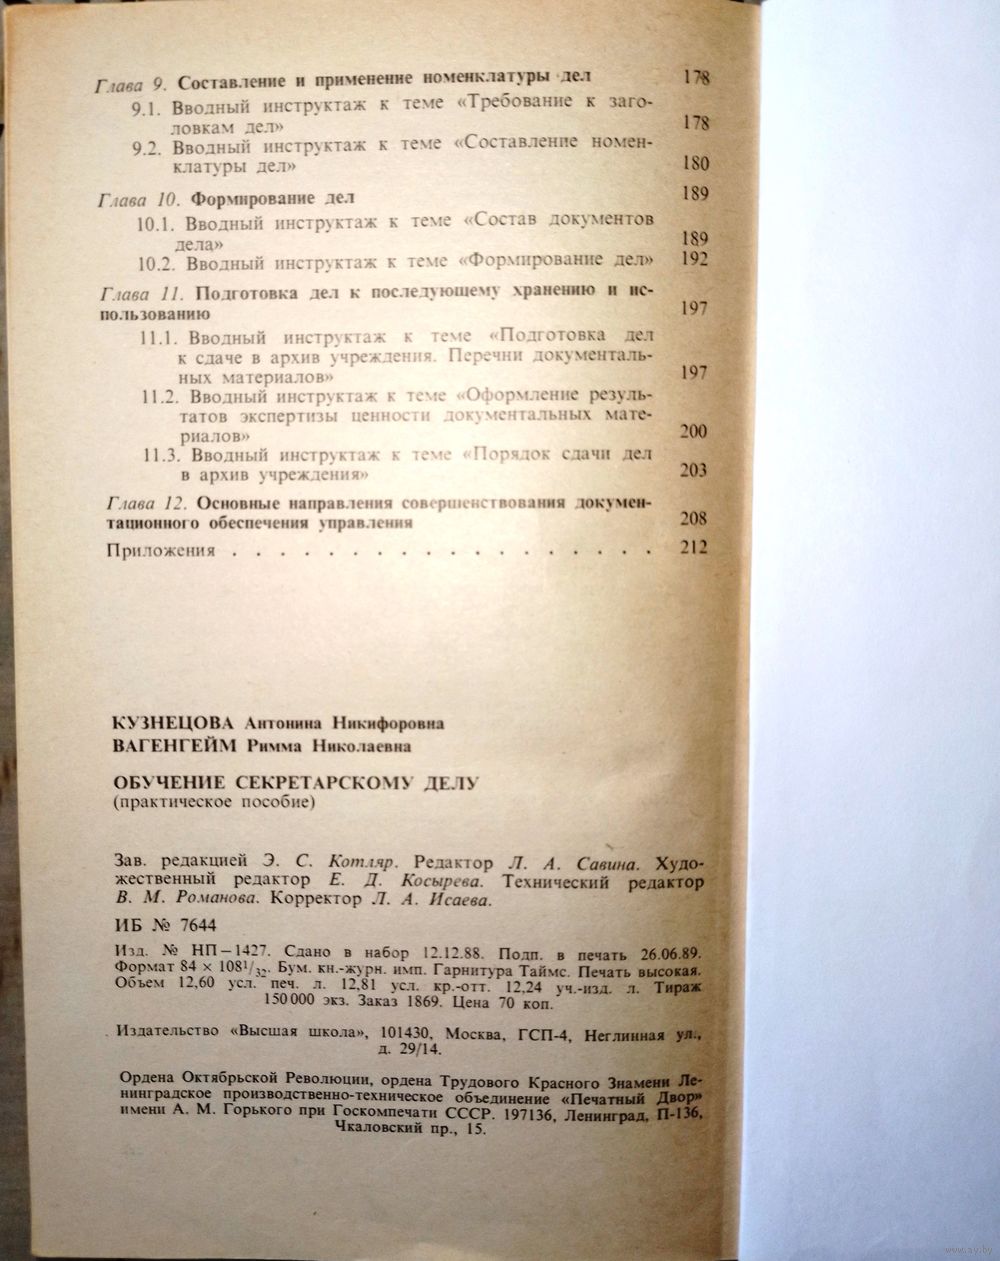 Глава 9. Составление и применение номенклатуры дел 178
9.1. Вводный инструктаж к теме «Требование к заго-
ловкам дел» 178
9.2. Вводный инструктаж к теме «Составление номен-
клатуры дел» 180
Глава 10. Формирование дел 189
10.1. Вводный инструктаж к теме «Состав документов
дела» 189
10.2. Вводный инструктаж к теме «Формирование дел» 192
Глава 11. Подготовка дел к последующему хранению и ис-
пользованию 197
11.1. Вводный инструктаж к теме «Подготовка дел
к сдаче в архив учреждения. Перечни документаль-
ных материалов» 197
11.2. Вводный инструктаж к теме «Оформление резуль-
татов экспертизы ценности документальных мате-
риалов» 200
11.3. Вводный инструктаж к теме «Порядок сдачи дел
в архив учреждения» 203
Глава 12. Основные направления совершенствования докумен-
тационного обеспечения управления 208
Приложения . . . . . . . . . . . . . . . . . . 212
КУЗНЕЦОВА Антонина Никифоровна
ВАГЕНГЕЙМ Римма Николаевна
ОБУЧЕНИЕ СЕКРЕТАРСКОМУ ДЕЛУ
(практическое пособие)
Зав. редакцией Э. С. Котляр. Редактор Л. А. Савина. Худо-
жественный редактор Е. Д. Косырева. Технический редактор
В. М. Романова. Корректор Л. А. Исаева.
ИБ № 7644
Изд. № НП—1427. Сдано в набор 12.12.88. Подп. в печать 26.06.89.
Формат 84 × 108¹/₃₂. Бум. кн.-журн. имп. Гарнитура Таймс. Печать высокая.
Объем 12,60 усл. печ. л. 12,81 усл. кр.-отт. 12,24 уч.-изд. л. Тираж
150 000 экз. Заказ 1869. Цена 70 коп.
Издательство «Высшая школа», 101430, Москва, ГСП-4, Неглинная ул.,
д. 29/14.
Ордена Октябрьской Революции, ордена Трудового Красного Знамени Ле-
нинградское производственно-техническое объединение «Печатный Двор»
имени А. М. Горького при Госкомпечати СССР. 197136, Ленинград, П-136,
Чкаловский пр., 15.
www.ay.by